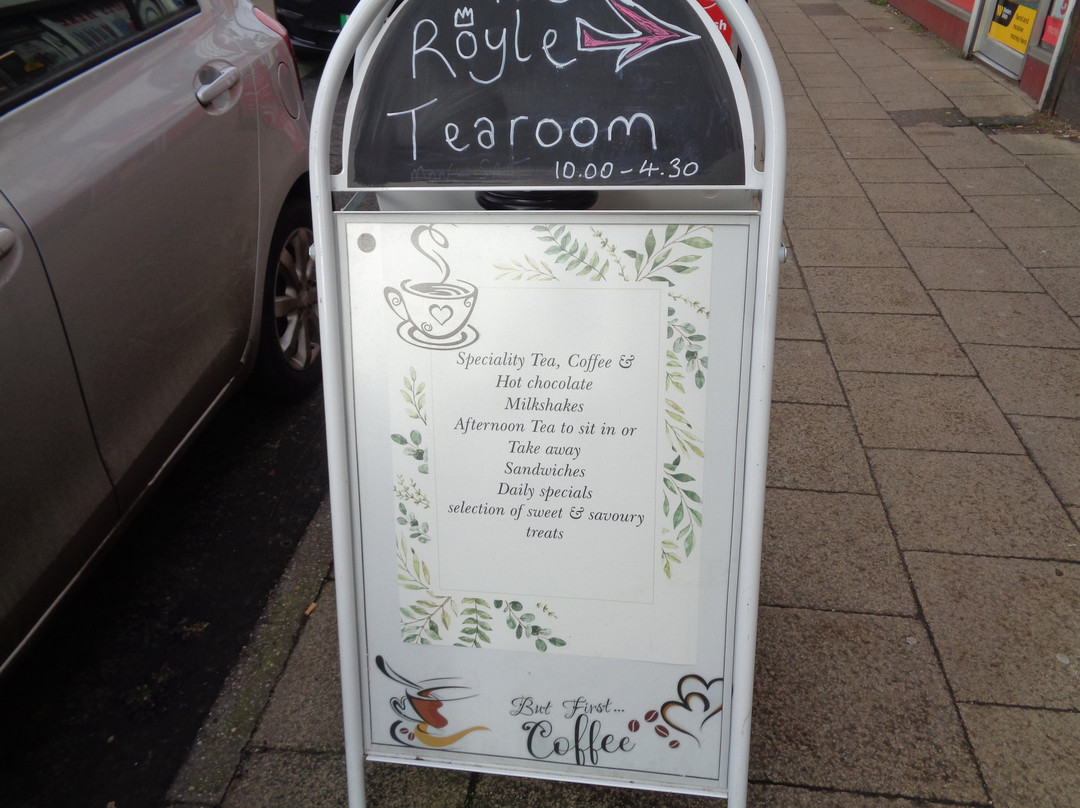 Royle
Tearoom
10.00 - 4.30
Speciality Tea, Coffee &
Hot chocolate
Milkshakes
Afternoon Tea to sit in or
Take away
Sandwiches
Daily specials
selection of sweet & savoury
treats
But First...
Coffee